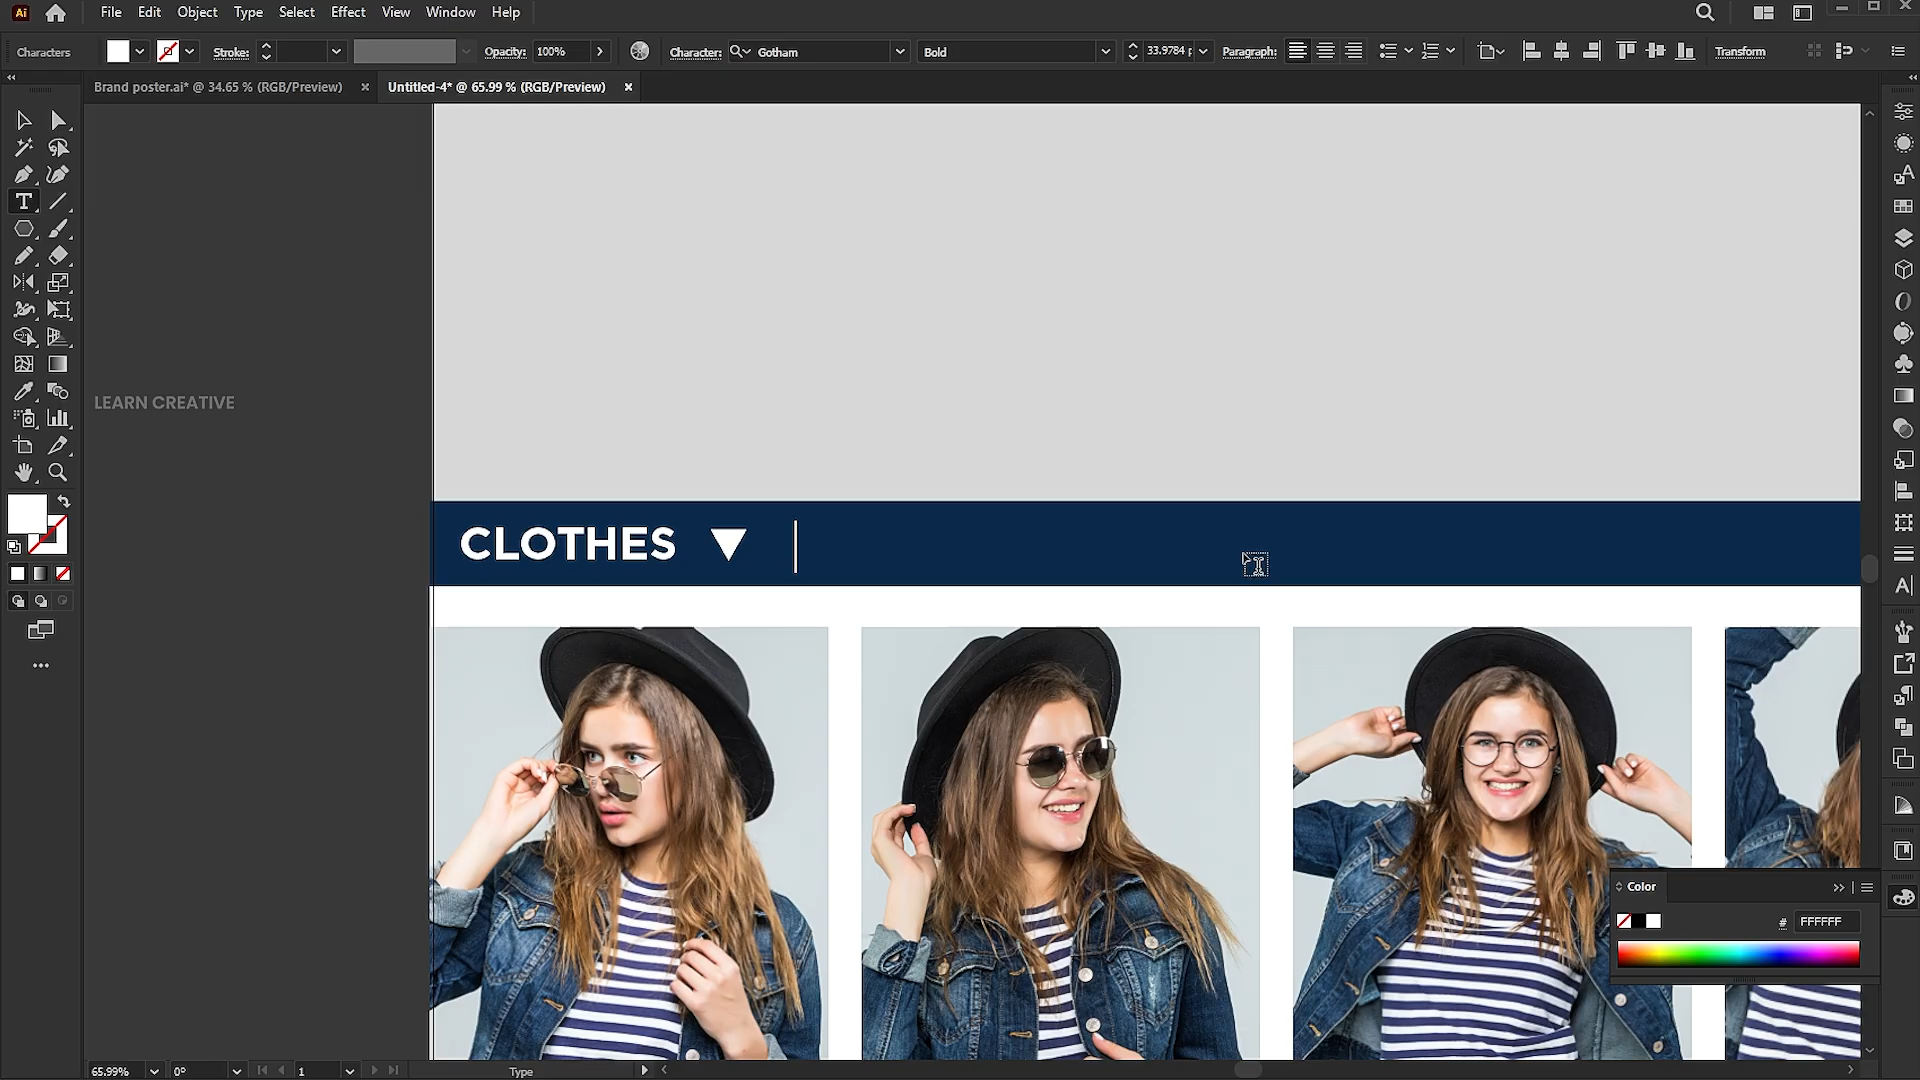 Ai File Edit Object Type Select Effect View Window Help
Characters Stroke: Opacity: 100% Character: Gotham Bold 33.9784 Paragraph: Transform
Brand poster.ai* @ 34.65 % (RGB/Preview) × Untitled-4* @ 65.99 % (RGB/Preview) ×
LEARN CREATIVE
CLOTHES
Color
# FFFFFF
65.99% 0° 1 Type